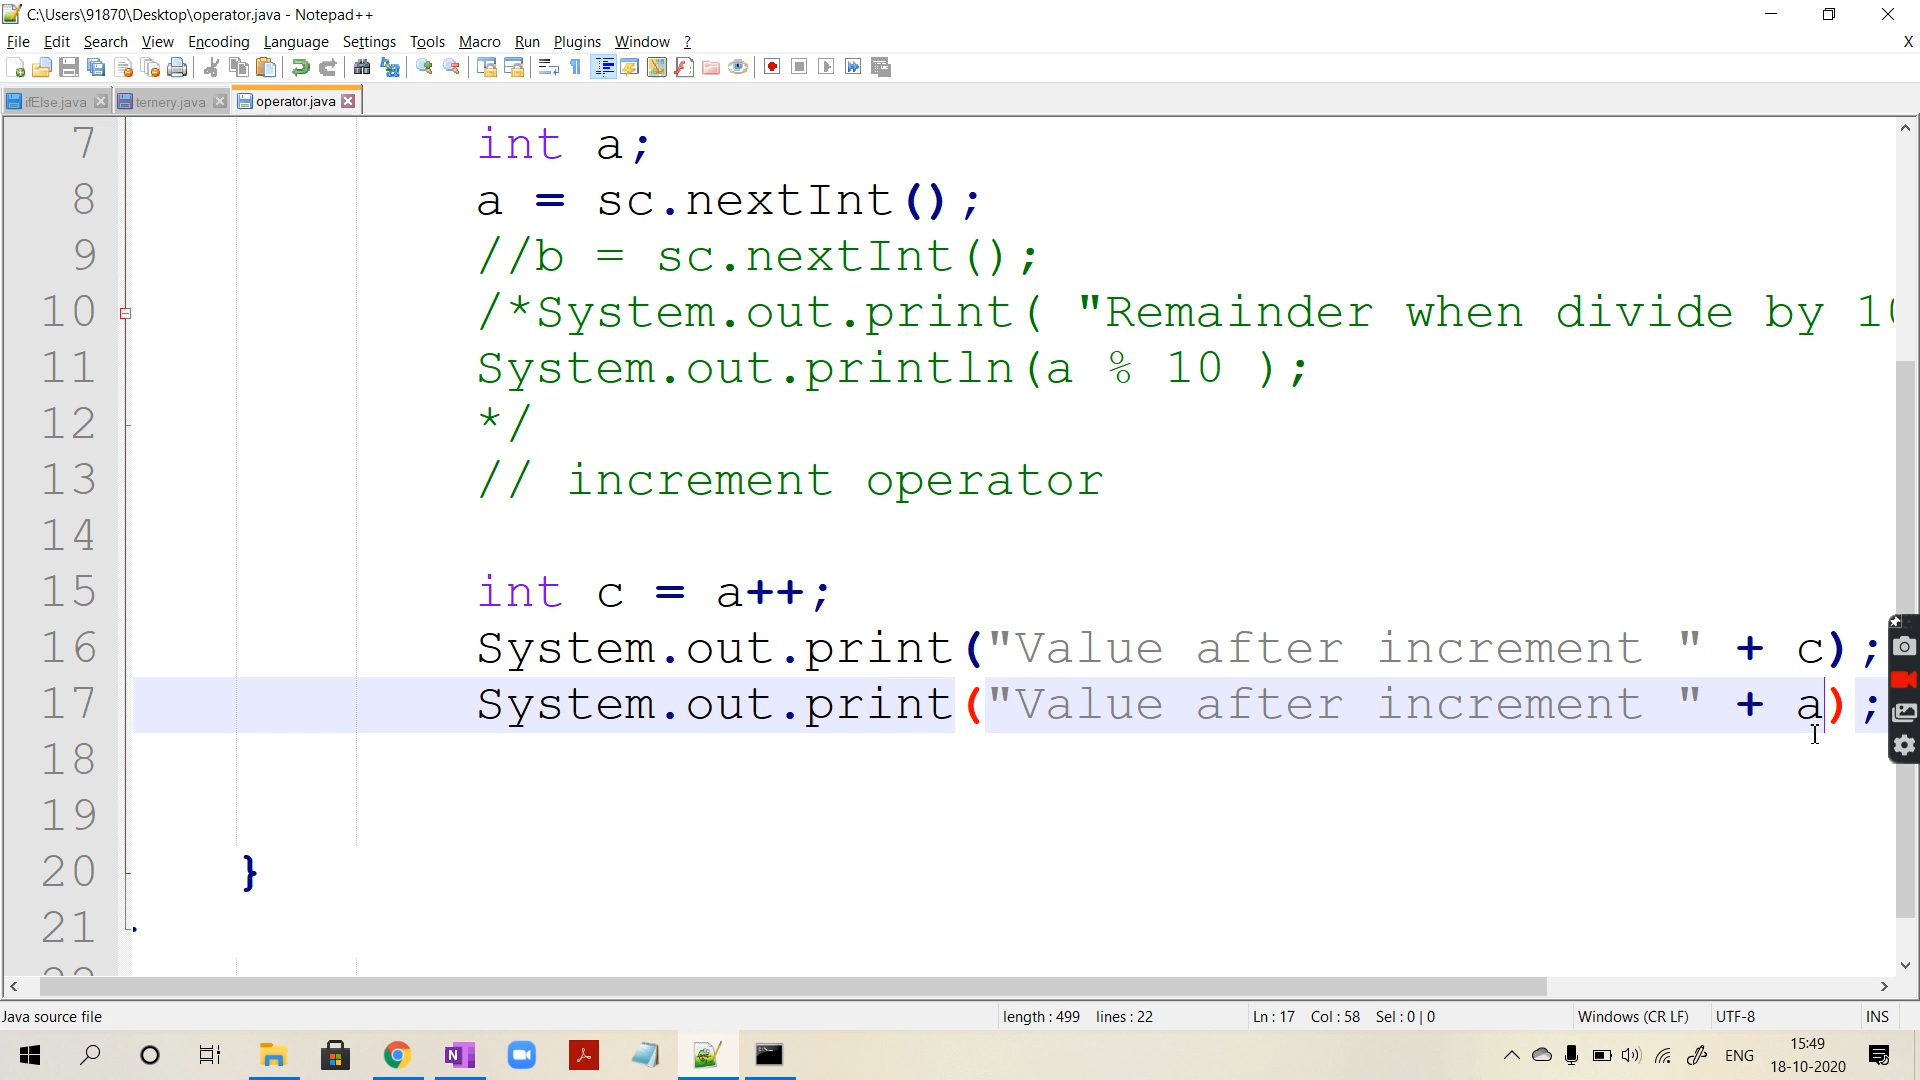 C:\Users\91870\Desktop\operator.java - Notepad++
File Edit Search View Encoding Language Settings Tools Macro Run Plugins Window ? X
ifElse.java ternery.java operator.java
7 int a;
8 a = sc.nextInt();
9 //b = sc.nextInt();
10 /*System.out.print( "Remainder when divide by 10
11 System.out.println(a % 10 );
12 */
13 // increment operator
14
15 int c = a++;
16 System.out.print("Value after increment " + c);
17 System.out.print("Value after increment " + a);
18
19
20 }
21
Java source file length : 499 lines : 22 Ln : 17 Col : 58 Sel : 0 | 0 Windows (CR LF) UTF-8 INS
ENG 15:49
18-10-2020